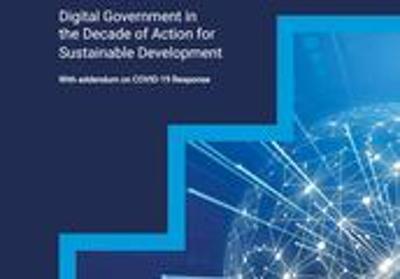 Digital Government in
the Decade of Action for
Sustainable Development
With addendum on COVID-19 Response